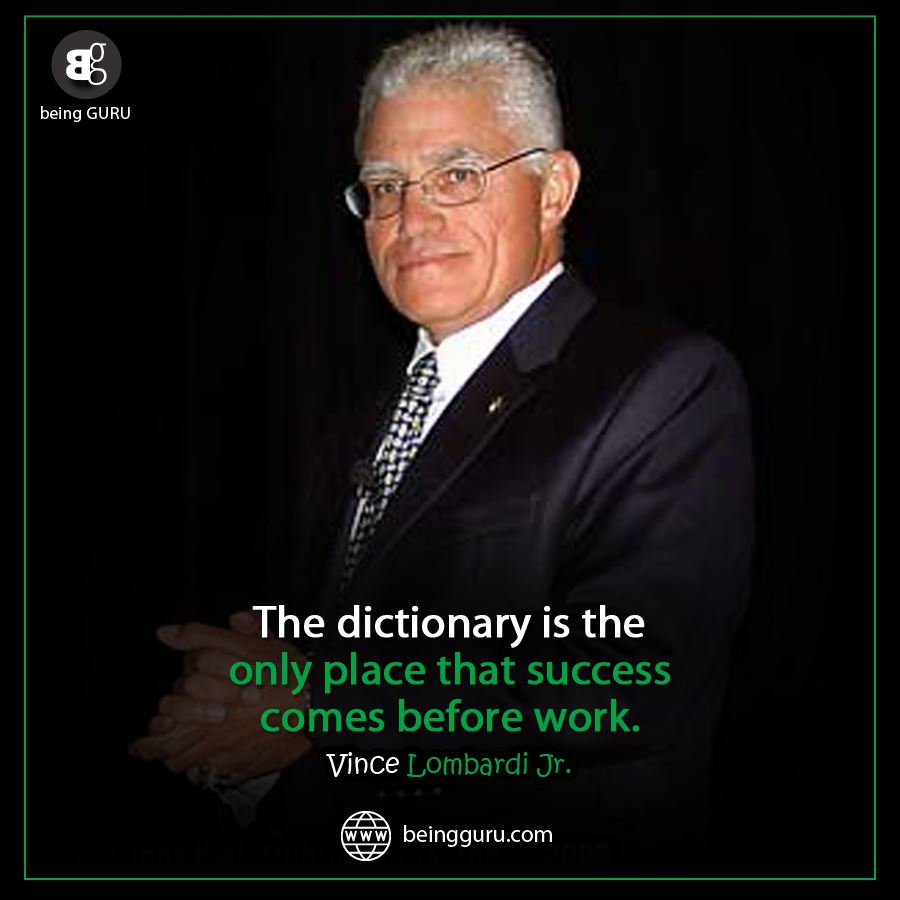 Bg
being GURU
The dictionary is the
only place that success
comes before work.
Vince Lombardi Jr.
www beingguru.com